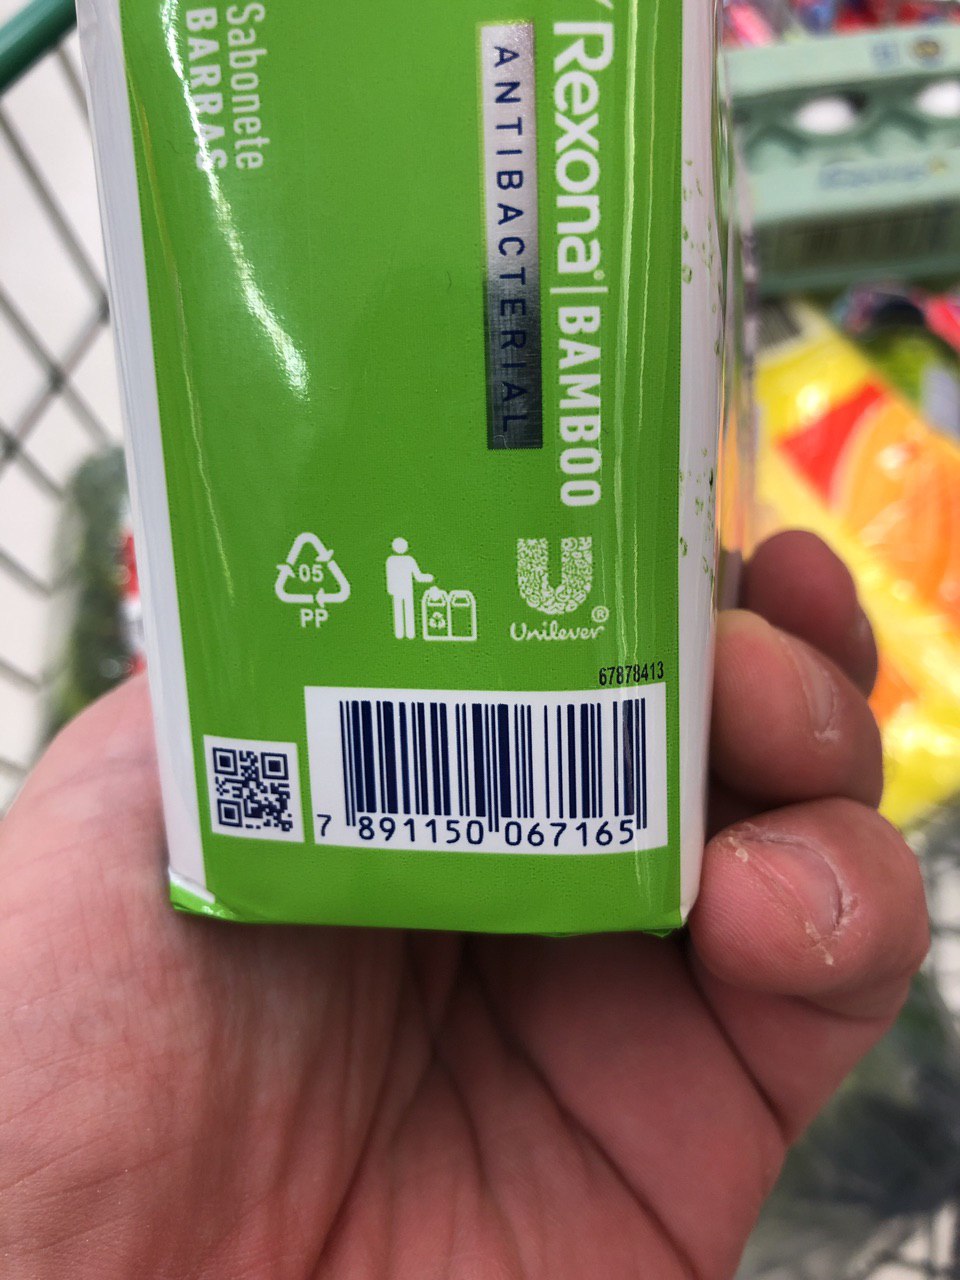 Rexona® | BAMBOO
ANTIBACTERIAL
Sabonete
BARRAS
05
PP
Unilever®
67878413
7 891150 067165